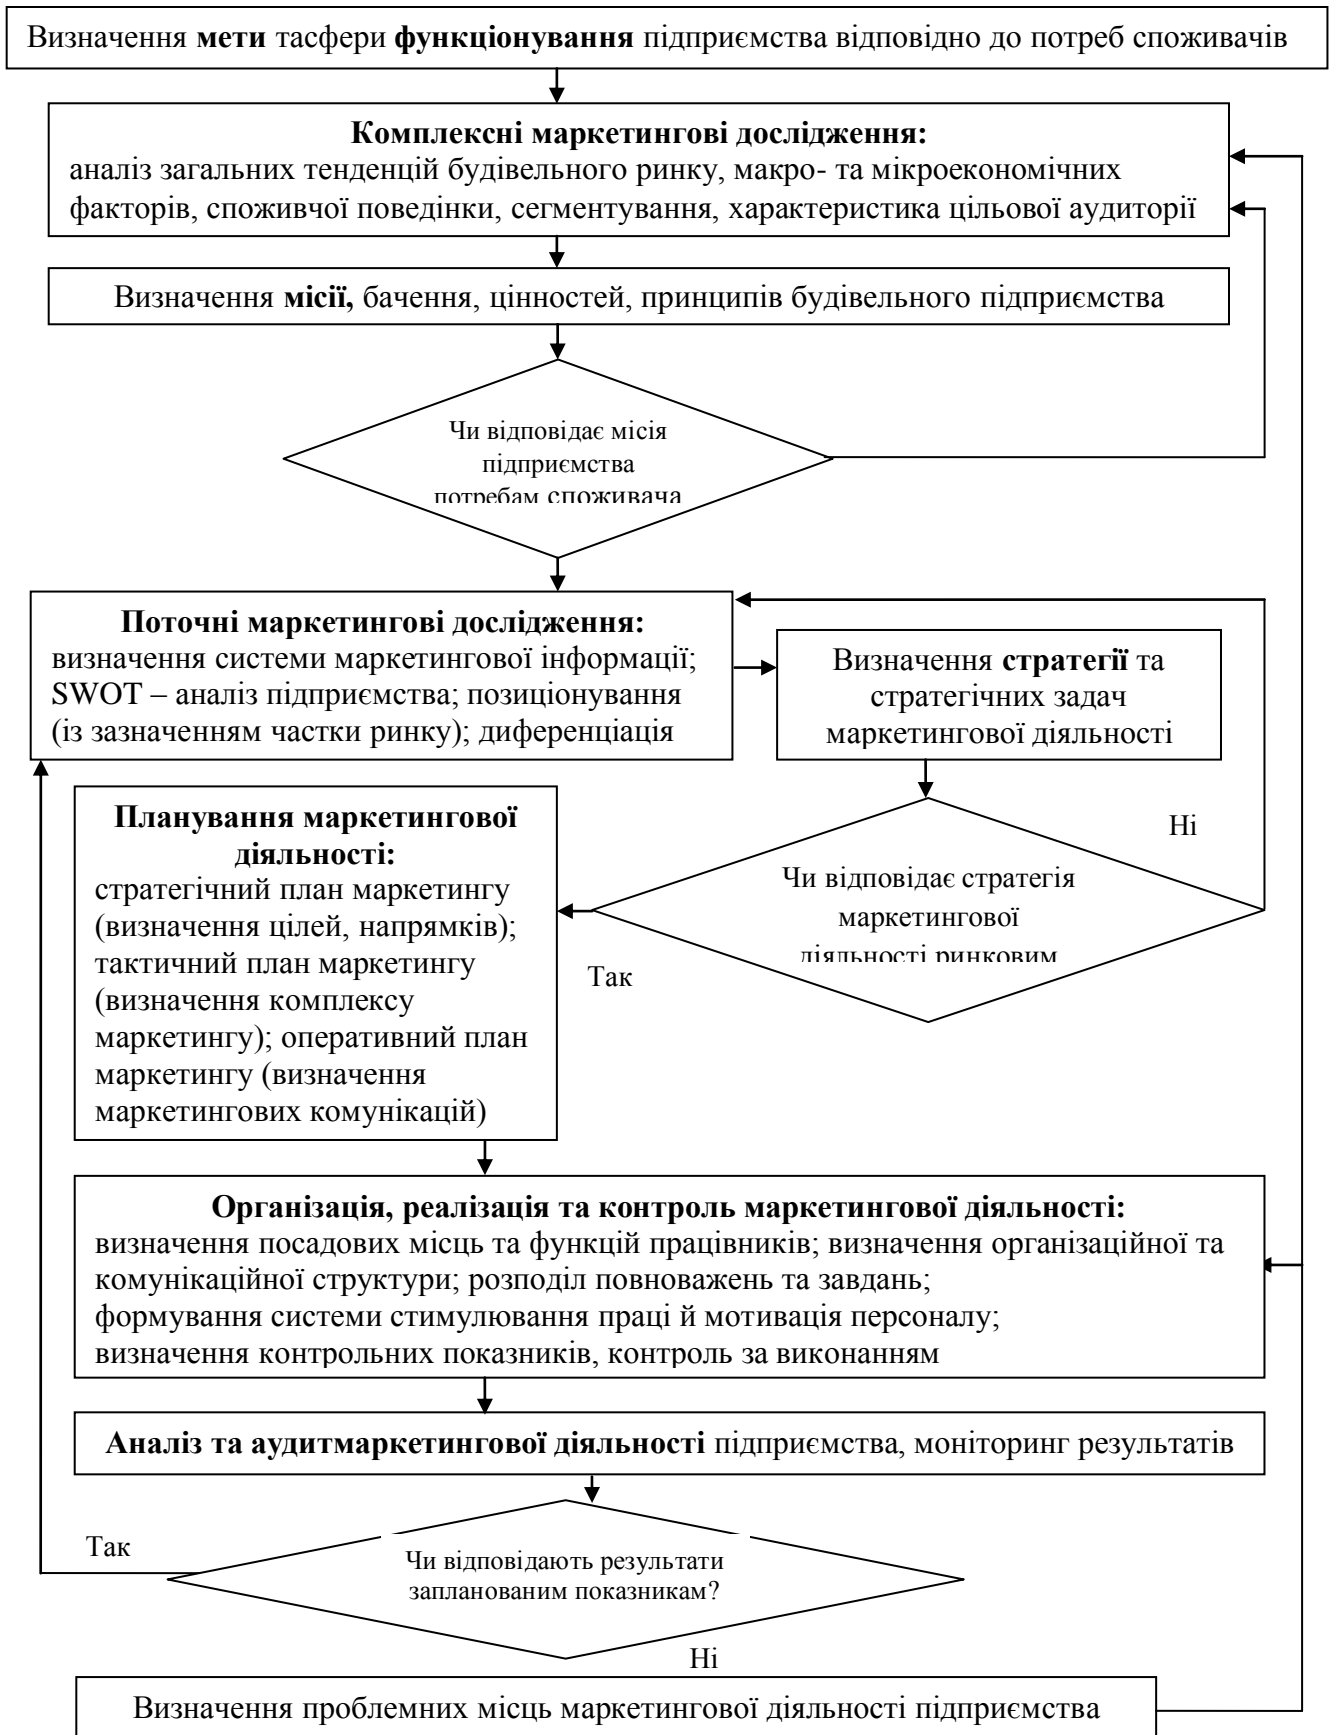 Визначення мети тасфери функціонування підприємства відповідно до потреб споживачів
Комплексні маркетингові дослідження:
аналіз загальних тенденцій будівельного ринку, макро- та мікроекономічних
факторів, споживчої поведінки, сегментування, характеристика цільової аудиторії
Визначення місії, бачення, цінностей, принципів будівельного підприємства
Чи відповідає місія
підприємства
потребам споживача
Поточні маркетингові дослідження:
визначення системи маркетингової інформації;
SWOT – аналіз підприємства; позиціонування
(із зазначенням частки ринку); диференціація
Визначення стратегії та
стратегічних задач
маркетингової діяльності
Ні
Чи відповідає стратегія
маркетингової
діяльності ринковим
Так
Планування маркетингової
діяльності:
стратегічний план маркетингу
(визначення цілей, напрямків);
тактичний план маркетингу
(визначення комплексу
маркетингу); оперативний план
маркетингу (визначення
маркетингових комунікацій)
Організація, реалізація та контроль маркетингової діяльності:
визначення посадових місць та функцій працівників; визначення організаційної та
комунікаційної структури; розподіл повноважень та завдань;
формування системи стимулювання праці й мотивація персоналу;
визначення контрольних показників, контроль за виконанням
Аналіз та аудитмаркетингової діяльності підприємства, моніторинг результатів
Так
Чи відповідають результати
запланованим показникам?
Ні
Визначення проблемних місць маркетингової діяльності підприємства